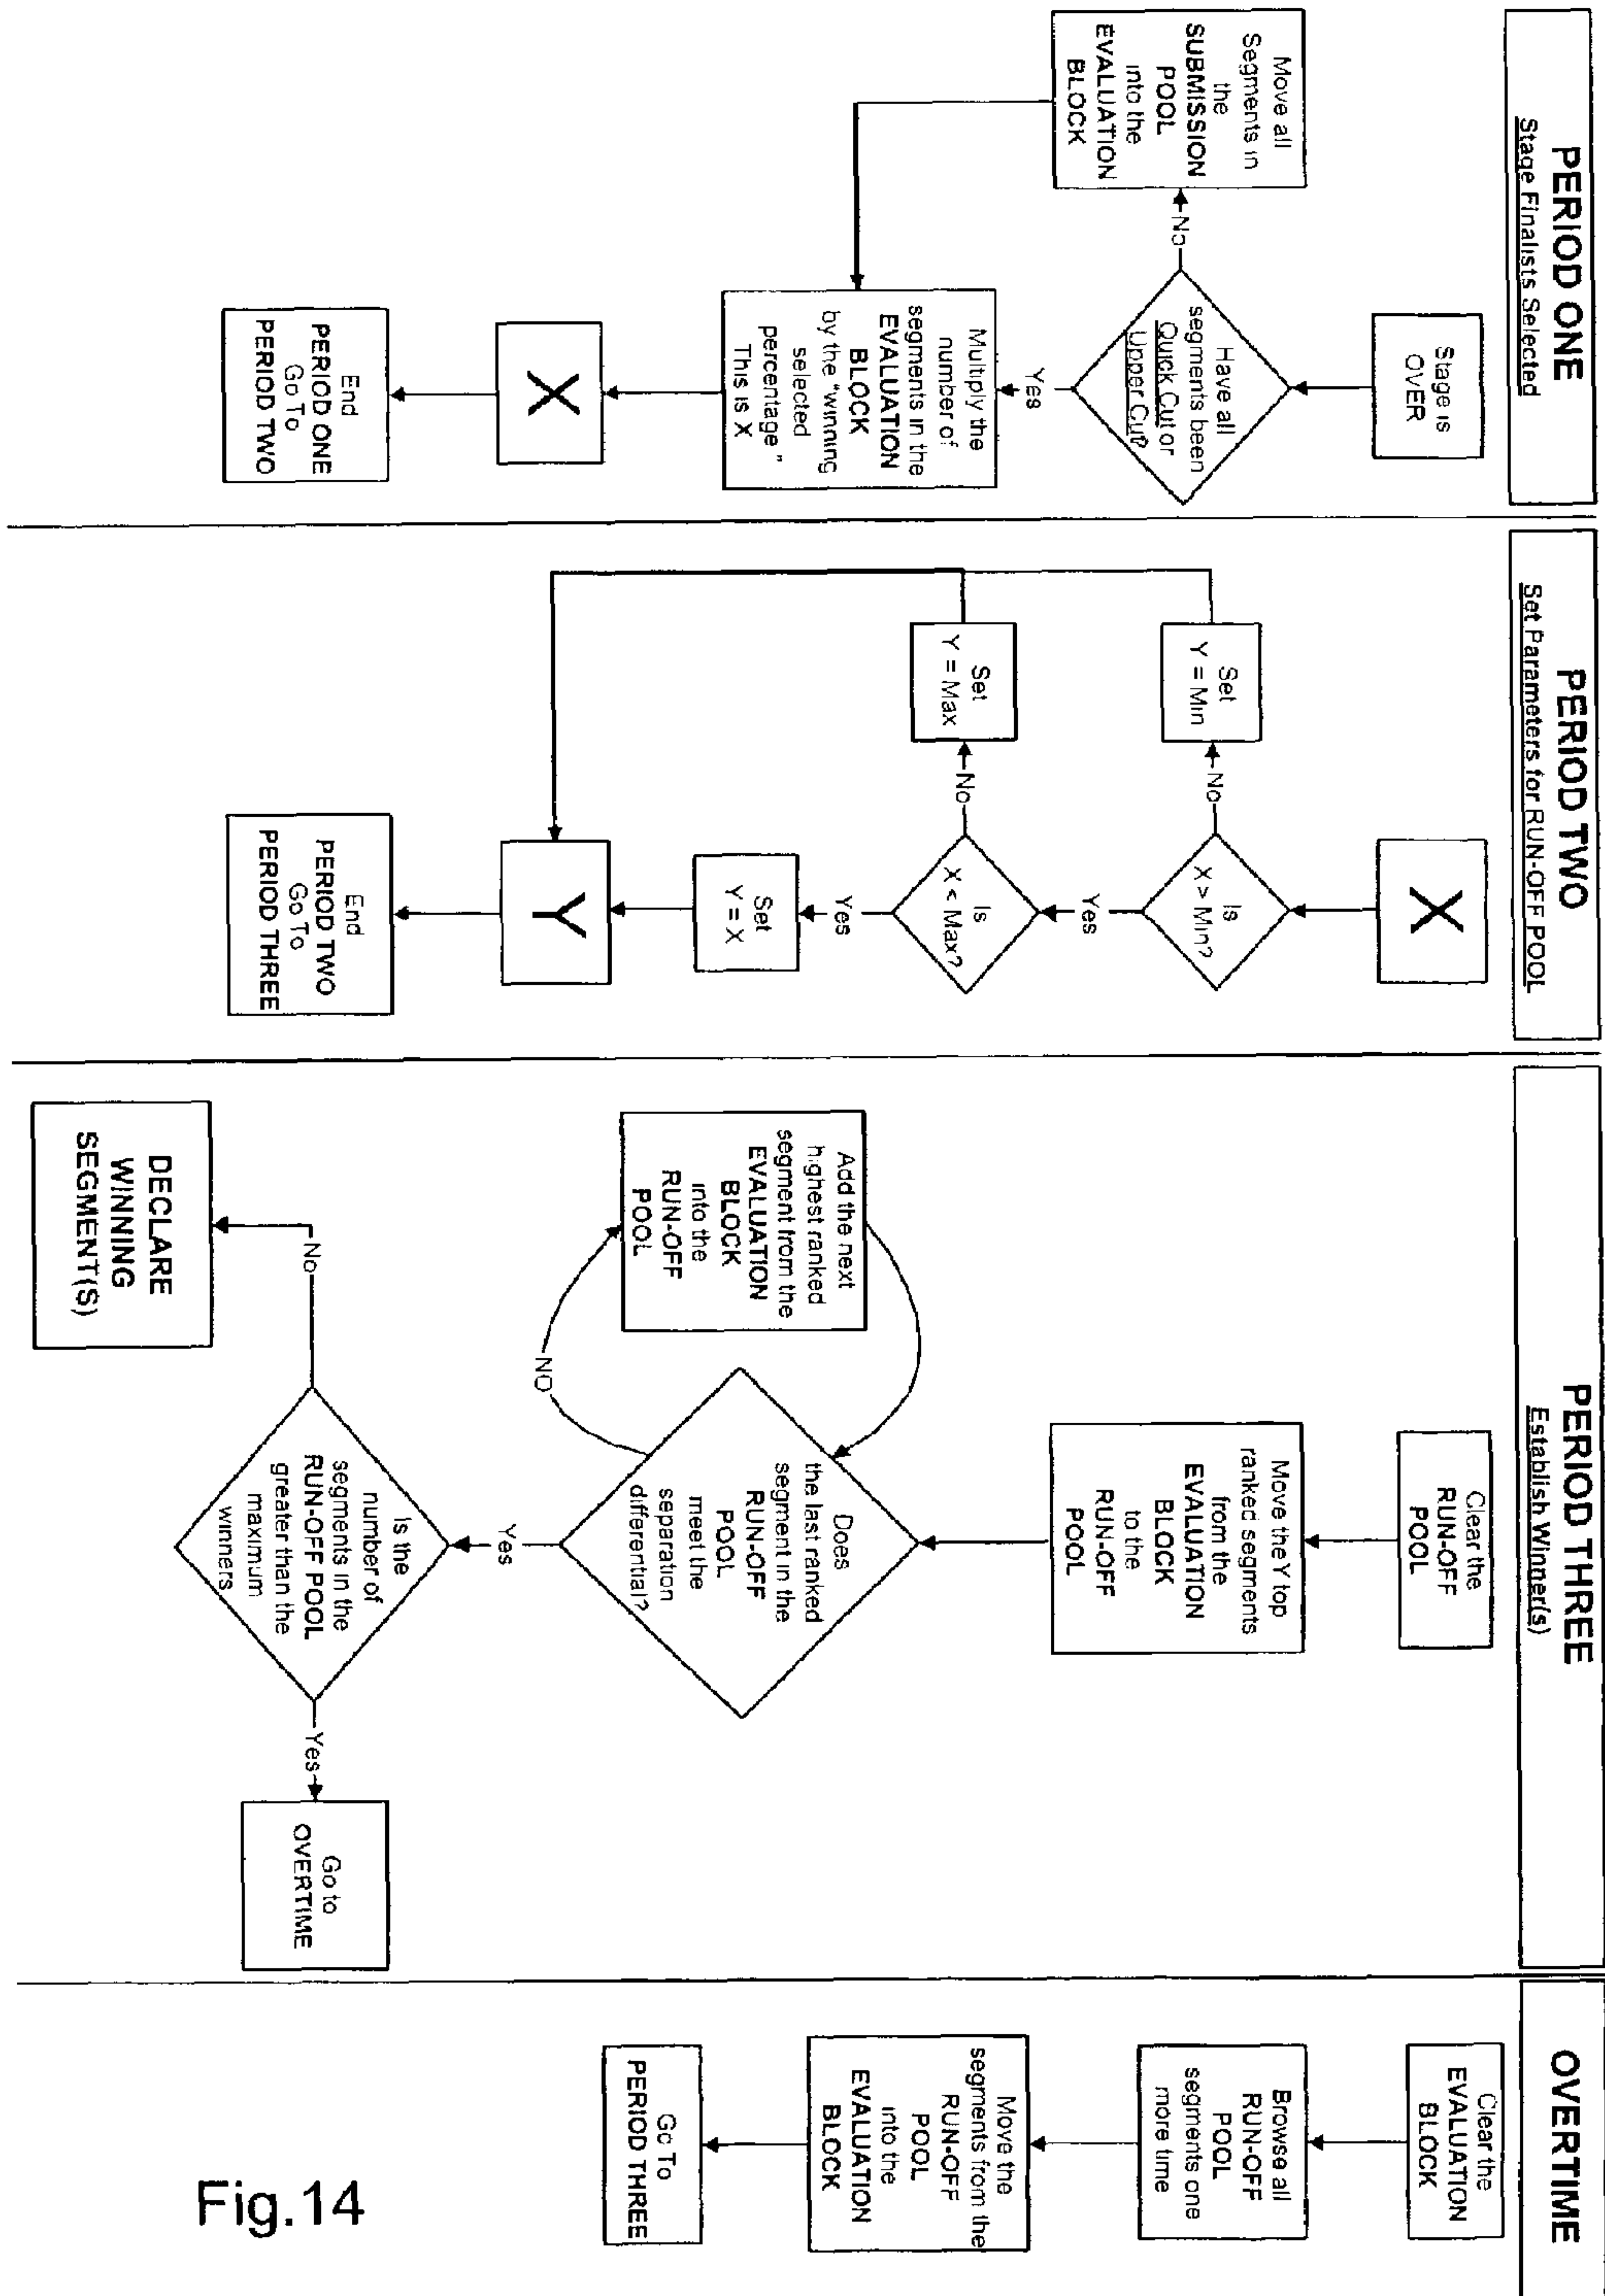 PERIOD ONE
Stage Finalists Selected
Stage is
OVER
Have all
segments been
Quick Cut or
Upper Cut?
No
Move all
Segments in
the
SUBMISSION
POOL
into the
EVALUATION
BLOCK
Yes
Multiply the
number of
segments in the
EVALUATION
BLOCK
by the "winning
selected
percentage "
This is X
X
End
PERIOD ONE
Go To
PERIOD TWO
PERIOD TWO
Set Parameters for RUN-OFF POOL
X
Is
X > Min?
No
Set
Y = Min
Yes
Is
X < Max?
No
Set
Y = Max
Yes
Set
Y = X
Y
End
PERIOD TWO
Go To
PERIOD THREE
PERIOD THREE
Establish Winner(s)
Clear the
RUN-OFF
POOL
Move the Y top
ranked segments
from the
EVALUATION
BLOCK
to the
RUN-OFF
POOL
Does
the last ranked
segment in the
RUN-OFF
POOL
meet the
separation
differential?
NO
Add the next
highest ranked
segment from the
EVALUATION
BLOCK
into the
RUN-OFF
POOL
Yes
Is the
number of
segments in the
RUN-OFF POOL
greater than the
maximum
winners
No
DECLARE
WINNING
SEGMENT(S)
Yes
Go to
OVERTIME
OVERTIME
Clear the
EVALUATION
BLOCK
Browse all
RUN-OFF
POOL
segments one
more time
Move the
segments from the
RUN-OFF
POOL
into the
EVALUATION
BLOCK
Go To
PERIOD THREE
Fig.14